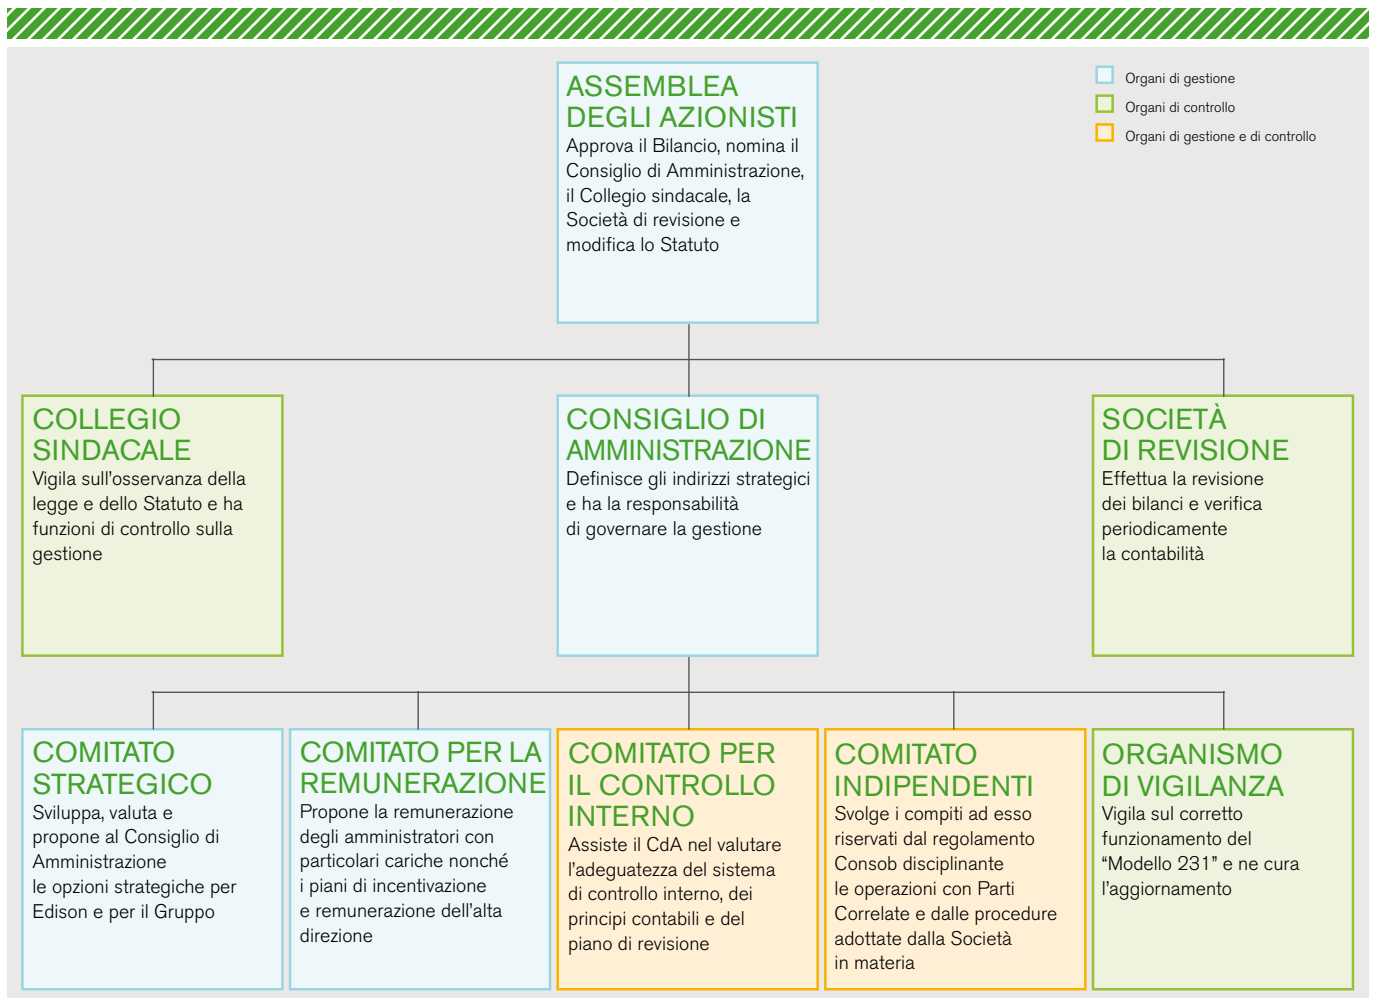 ASSEMBLEA
DEGLI AZIONISTI
Approva il Bilancio, nomina il
Consiglio di Amministrazione,
il Collegio sindacale, la
Società di revisione e
modifica lo Statuto
Organi di gestione
Organi di controllo
Organi di gestione e di controllo
COLLEGIO
SINDACALE
Vigila sull'osservanza della
legge e dello Statuto e ha
funzioni di controllo sulla
gestione
CONSIGLIO DI
AMMINISTRAZIONE
Definisce gli indirizzi strategici
e ha la responsabilità
di governare la gestione
SOCIETÀ
DI REVISIONE
Effettua la revisione
dei bilanci e verifica
periodicamente
la contabilità
COMITATO
STRATEGICO
Sviluppa, valuta e
propone al Consiglio di
Amministrazione
le opzioni strategiche per
Edison e per il Gruppo
COMITATO PER LA
REMUNERAZIONE
Propone la remunerazione
degli amministratori con
particolari cariche nonché
i piani di incentivazione
e remunerazione dell'alta
direzione
COMITATO PER
IL CONTROLLO
INTERNO
Assiste il CdA nel valutare
l'adeguatezza del sistema
di controllo interno, dei
principi contabili e del
piano di revisione
COMITATO
INDIPENDENTI
Svolge i compiti ad esso
riservati dal regolamento
Consob disciplinante
le operazioni con Parti
Correlate e dalle procedure
adottate dalla Società
in materia
ORGANISMO
DI VIGILANZA
Vigila sul corretto
funzionamento del
“Modello 231” e ne cura
l'aggiornamento